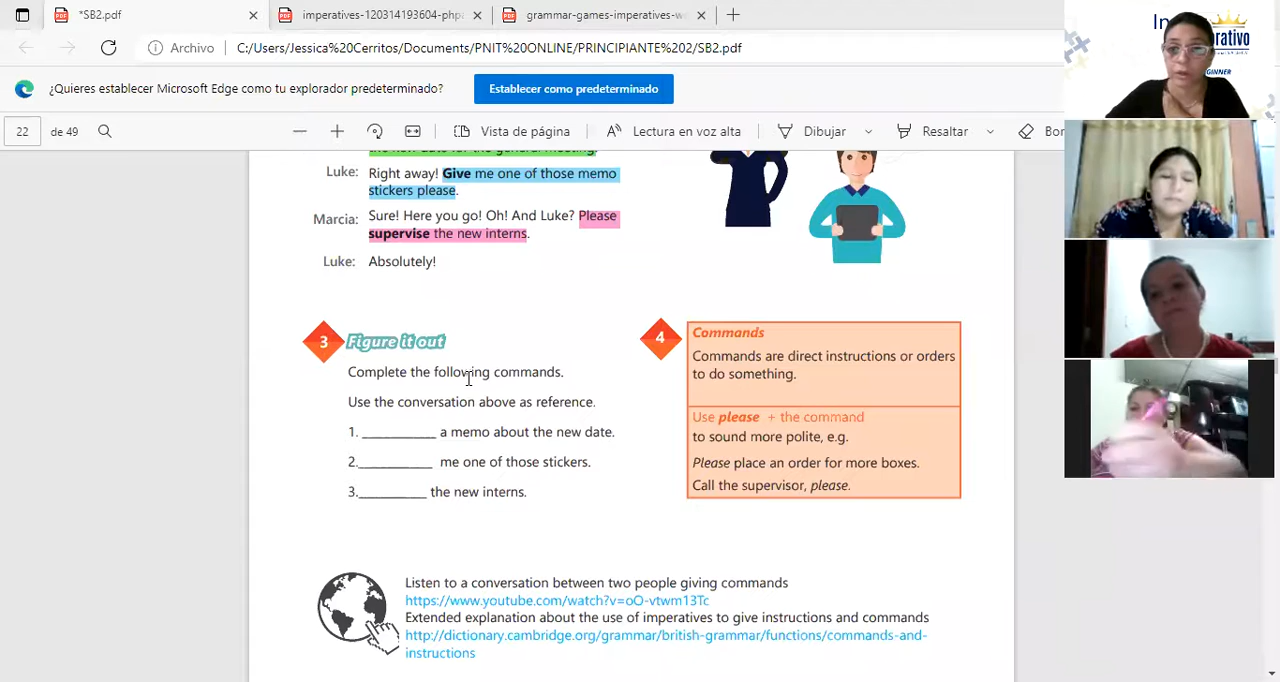 *SB2.pdf
imperatives-120314193604-phpa
grammar-games-imperatives-w
Archivo
C:/Users/Jessica%20Cerritos/Documents/PNIT%20ONLINE/PRINCIPIANTE%202/SB2.pdf
¿Quieres establecer Microsoft Edge como tu explorador predeterminado?
Establecer como predeterminado
22 de 49
Vista de página
Lectura en voz alta
Dibujar
Resaltar
Bor
Luke: Right away! Give me one of those memo
stickers please.
Marcia: Sure! Here you go! Oh! And Luke? Please
supervise the new interns.
Luke: Absolutely!
3 Figure it out
Complete the following commands.
Use the conversation above as reference.
1. __________ a memo about the new date.
2.__________ me one of those stickers.
3.__________ the new interns.
4 Commands
Commands are direct instructions or orders
to do something.
Use please + the command
to sound more polite, e.g.
Please place an order for more boxes.
Call the supervisor, please.
Listen to a conversation between two people giving commands
https://www.youtube.com/watch?v=oO-vtwm13Tc
Extended explanation about the use of imperatives to give instructions and commands
http://dictionary.cambridge.org/grammar/british-grammar/functions/commands-and-
instructions